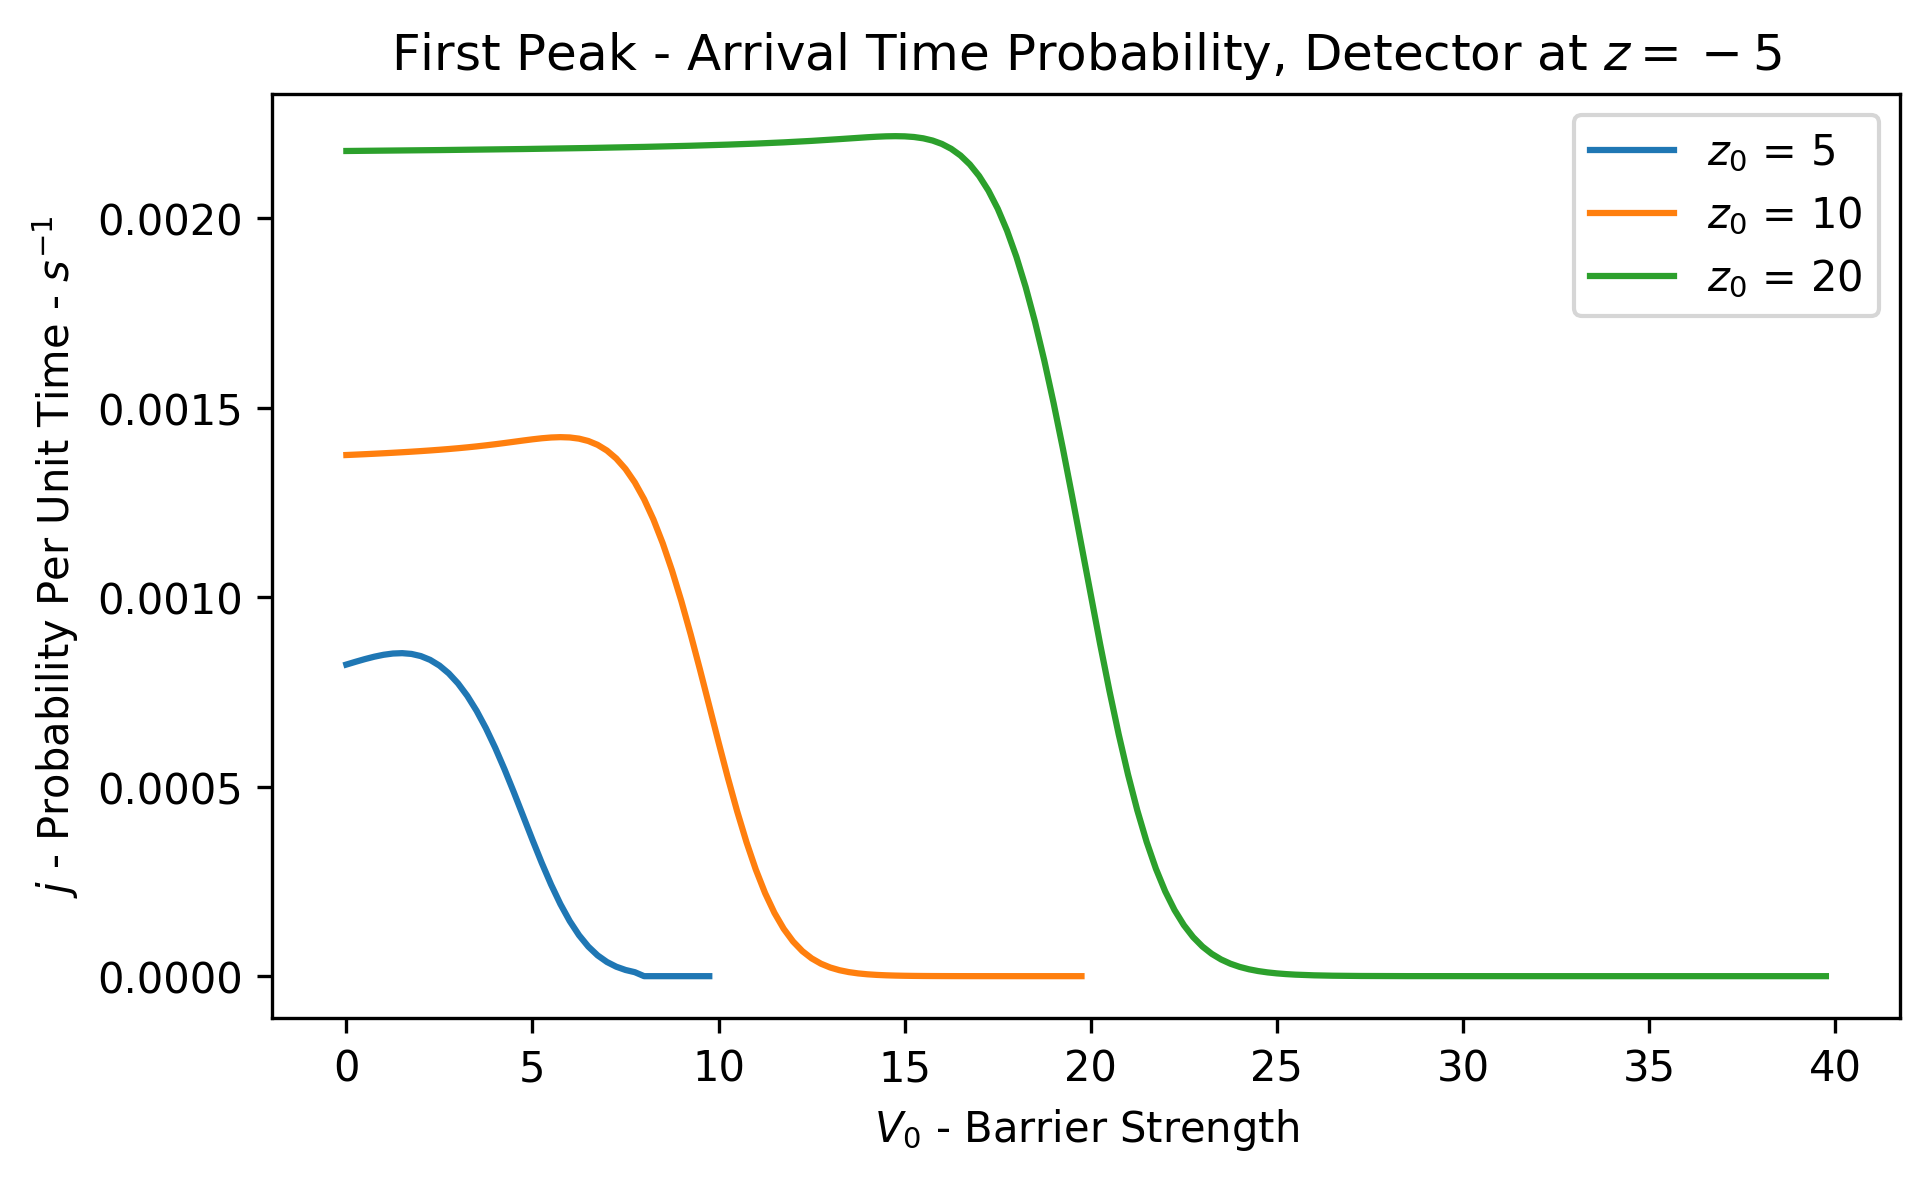 First Peak - Arrival Time Probability, Detector at z = − 5
j - Probability Per Unit Time - s⁻¹
0.0020
0.0015
0.0010
0.0005
0.0000
z₀ = 5
z₀ = 10
z₀ = 20
0 5 10 15 20 25 30 35 40
V₀ - Barrier Strength